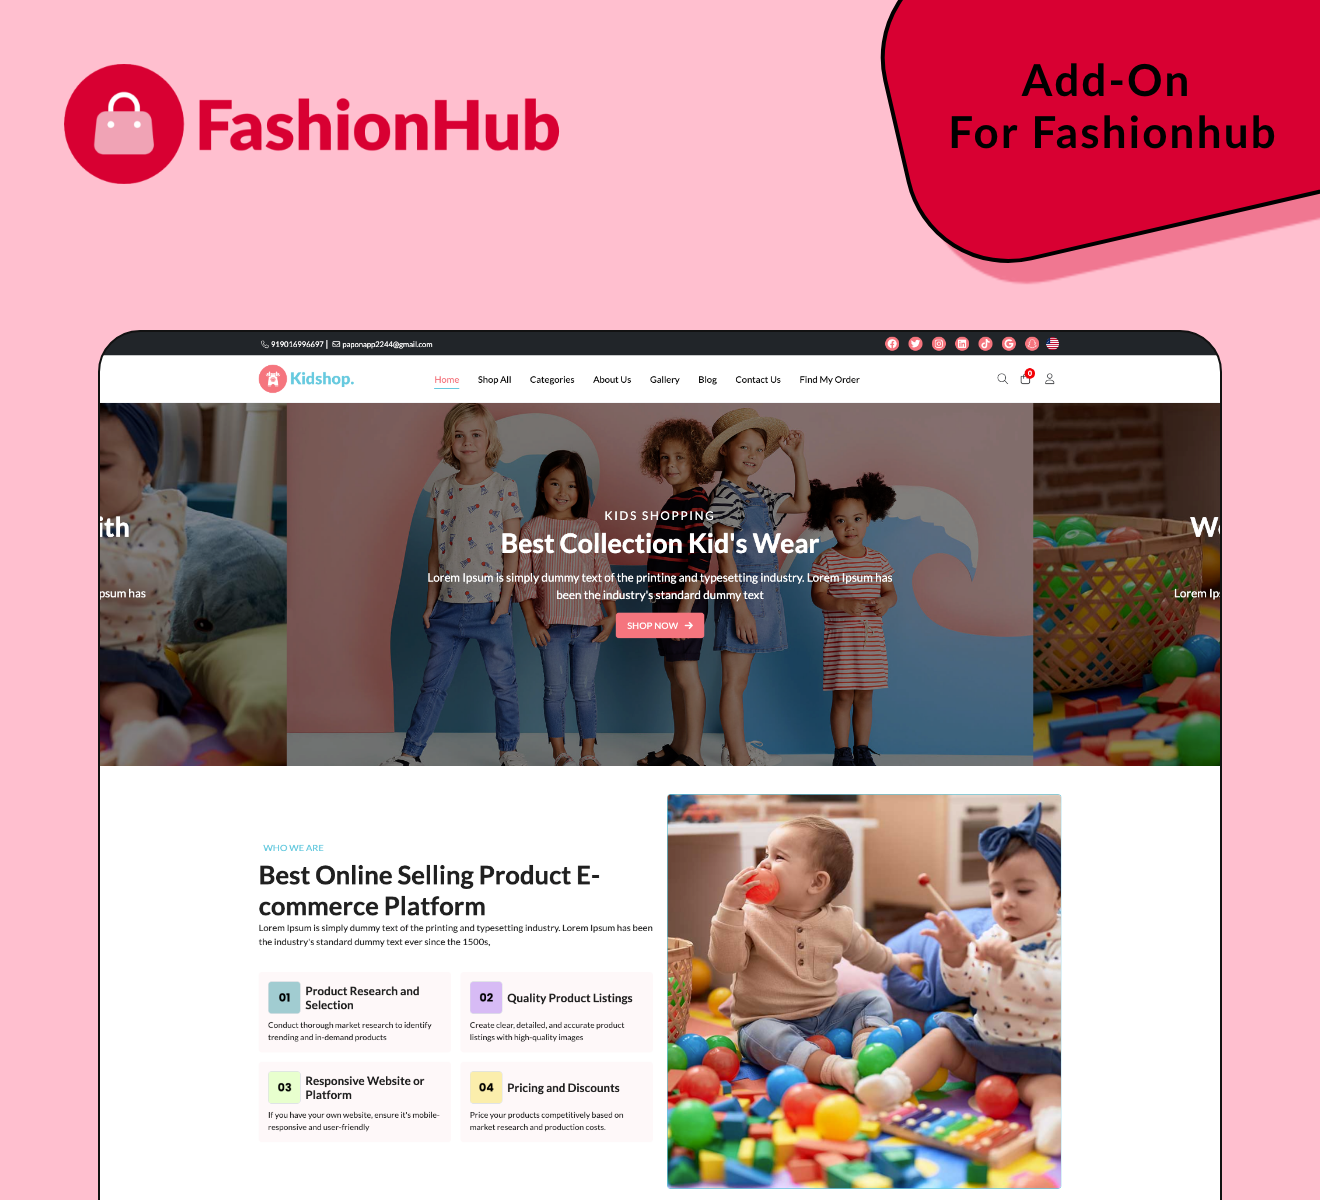 FashionHub
Add-On
For Fashionhub
919016996697 | paponapp2244@gmail.com
Kidshop.
Home Shop All Categories About Us Gallery Blog Contact Us Find My Order
0
ith
psum has
KIDS SHOPPING
Best Collection Kid's Wear
Lorem Ipsum is simply dummy text of the printing and typesetting industry. Lorem Ipsum has
been the industry's standard dummy text
SHOP NOW
Lorem Ip
WHO WE ARE
Best Online Selling Product E-
commerce Platform
Lorem Ipsum is simply dummy text of the printing and typesetting industry. Lorem Ipsum has been
the industry's standard dummy text ever since the 1500s,
01 Product Research and
Selection
Conduct thorough market research to identify
trending and in-demand products
02 Quality Product Listings
Create clear, detailed, and accurate product
listings with high-quality images
03 Responsive Website or
Platform
If you have your own website, ensure it's mobile-
responsive and user-friendly
04 Pricing and Discounts
Price your products competitively based on
market research and production costs.